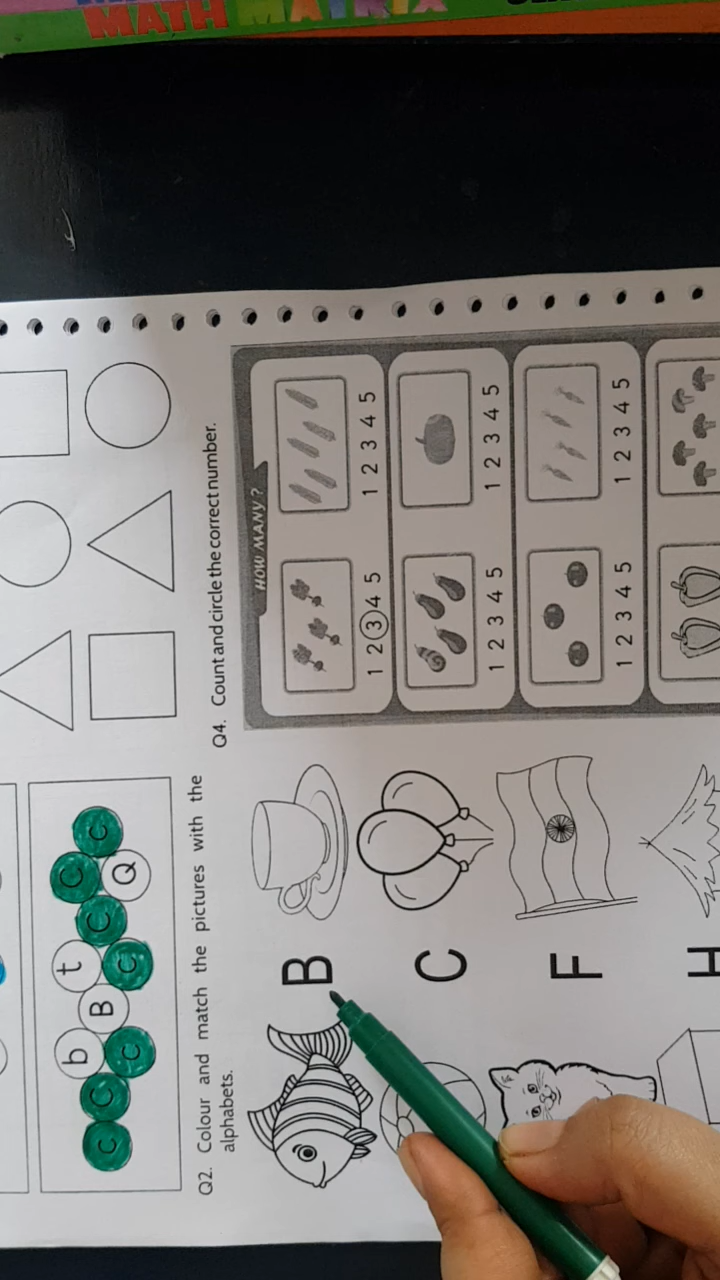 MATH MATRIX
b t
C C B C C C
C C C Q
Q2. Colour and match the pictures with the
alphabets.
B
C
F
H
Q4. Count and circle the correct number.
HOW MANY ?
1 2 3 4 5
1 2 3 4 5
1 2 3 4 5
1 2 3 4 5
1 2 3 4 5
1 2 3 4 5